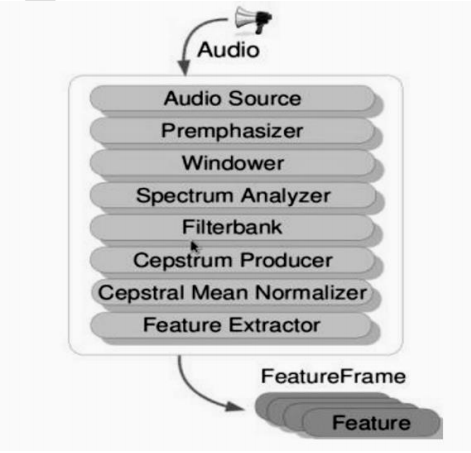 Audio
Audio Source
Premphasizer
Windower
Spectrum Analyzer
Filterbank
Cepstrum Producer
Cepstral Mean Normalizer
Feature Extractor
FeatureFrame
Feature